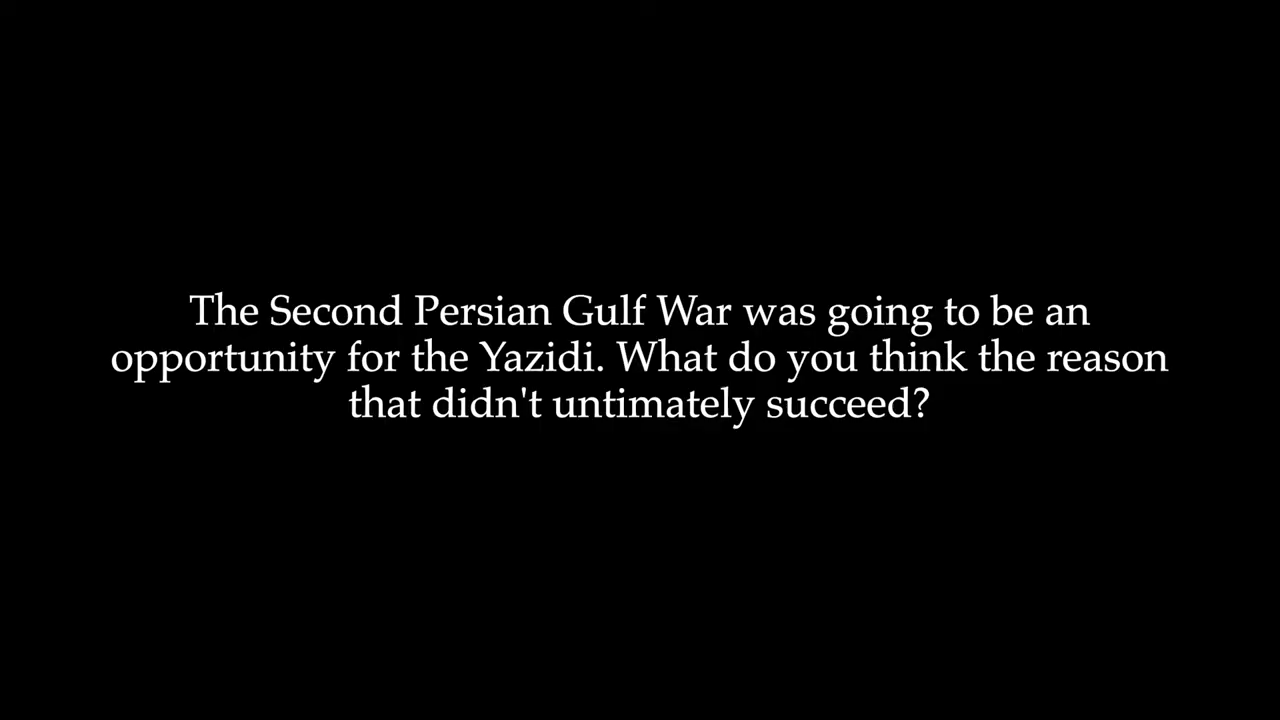 The Second Persian Gulf War was going to be an
opportunity for the Yazidi. What do you think the reason
that didn't untimately succeed?